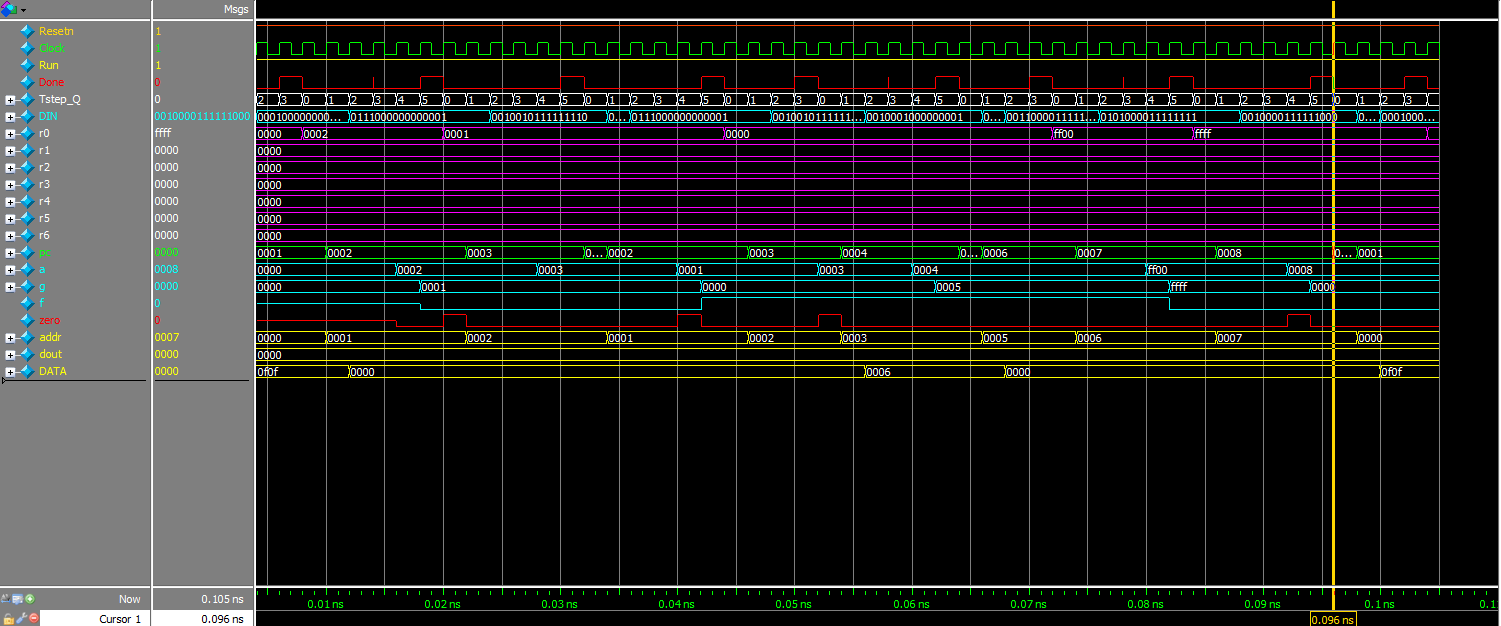 Msgs
Resetn 1
Clock 1
Run 1
Done 0
Tstep_Q 0 2 3 0 1 2 3 4 5 0 1 2 3 4 5 0 1 2 3 4 5 0 1 2 3 0 1 2 3 4 5 0 1 2 3 0 1 2 3 4 5 0 1 2 3 4 5 0 1 2 3
DIN 0010000111111000 000100000000... 0111000000000001 0010010111111110 0... 0111000000000001 0010010111111... 0010001000000001 0... 001100001111... 0101000011111111 0010000111111000 0... 0001000...
r0 ffff 0000 0002 0001 0000 ff00 ffff
r1 0000 0000
r2 0000 0000
r3 0000 0000
r4 0000 0000
r5 0000 0000
r6 0000 0000
pc 0000 0001 0002 0003 0... 0002 0003 0004 0... 0006 0007 0008 0... 0001
a 0008 0000 0002 0003 0001 0003 0004 ff00 0008
g 0000 0000 0001 0000 0005 ffff 0000
f 0
zero 0
addr 0007 0000 0001 0002 0001 0002 0003 0005 0006 0007 0000
dout 0000 0000
DATA 0000 0f0f 0000 0006 0000 0f0f
Now 0.105 ns 0.01 ns 0.02 ns 0.03 ns 0.04 ns 0.05 ns 0.06 ns 0.07 ns 0.08 ns 0.09 ns 0.1 ns
Cursor 1 0.096 ns 0.096 ns